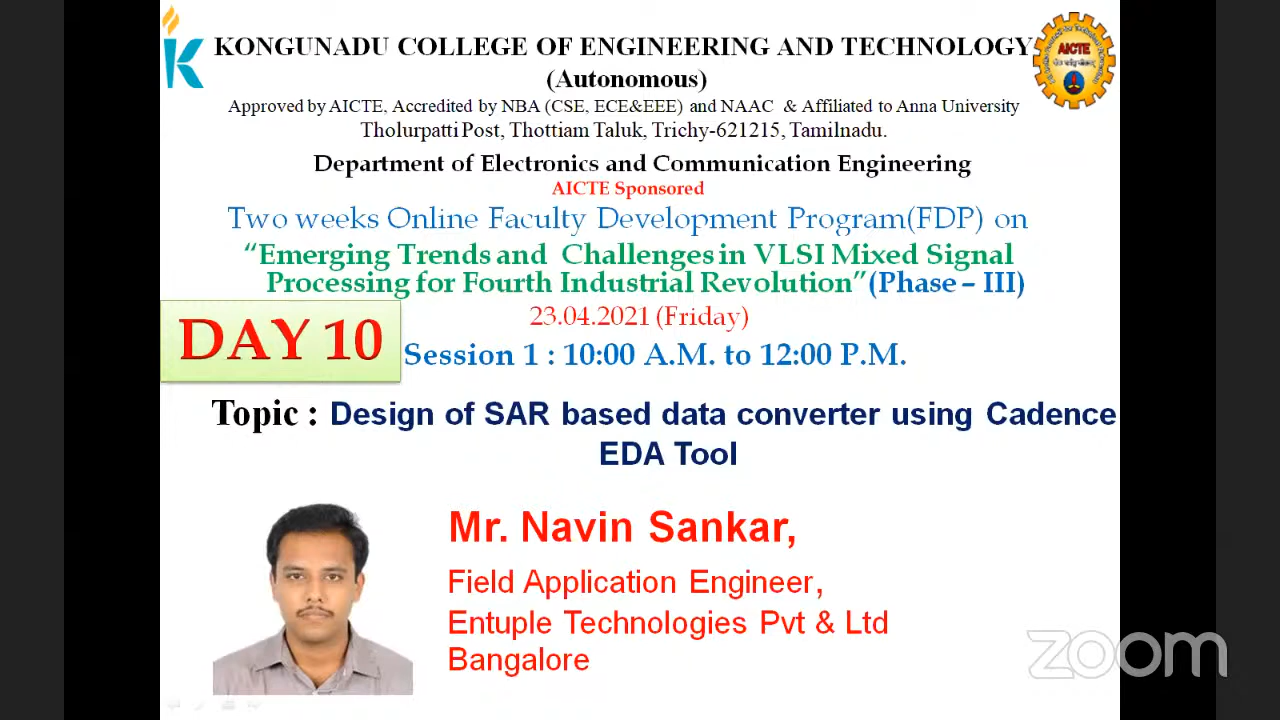 KONGUNADU COLLEGE OF ENGINEERING AND TECHNOLOGY
(Autonomous)
Approved by AICTE, Accredited by NBA (CSE, ECE&EEE) and NAAC & Affiliated to Anna University
Tholurpatti Post, Thottiam Taluk, Trichy-621215, Tamilnadu.
Department of Electronics and Communication Engineering
AICTE Sponsored
Two weeks Online Faculty Development Program(FDP) on
“Emerging Trends and Challenges in VLSI Mixed Signal
Processing for Fourth Industrial Revolution”(Phase – III)
23.04.2021 (Friday)
DAY 10
Session 1 : 10:00 A.M. to 12:00 P.M.
Topic : Design of SAR based data converter using Cadence
EDA Tool
Mr. Navin Sankar,
Field Application Engineer,
Entuple Technologies Pvt & Ltd
Bangalore
AICTE
zoom